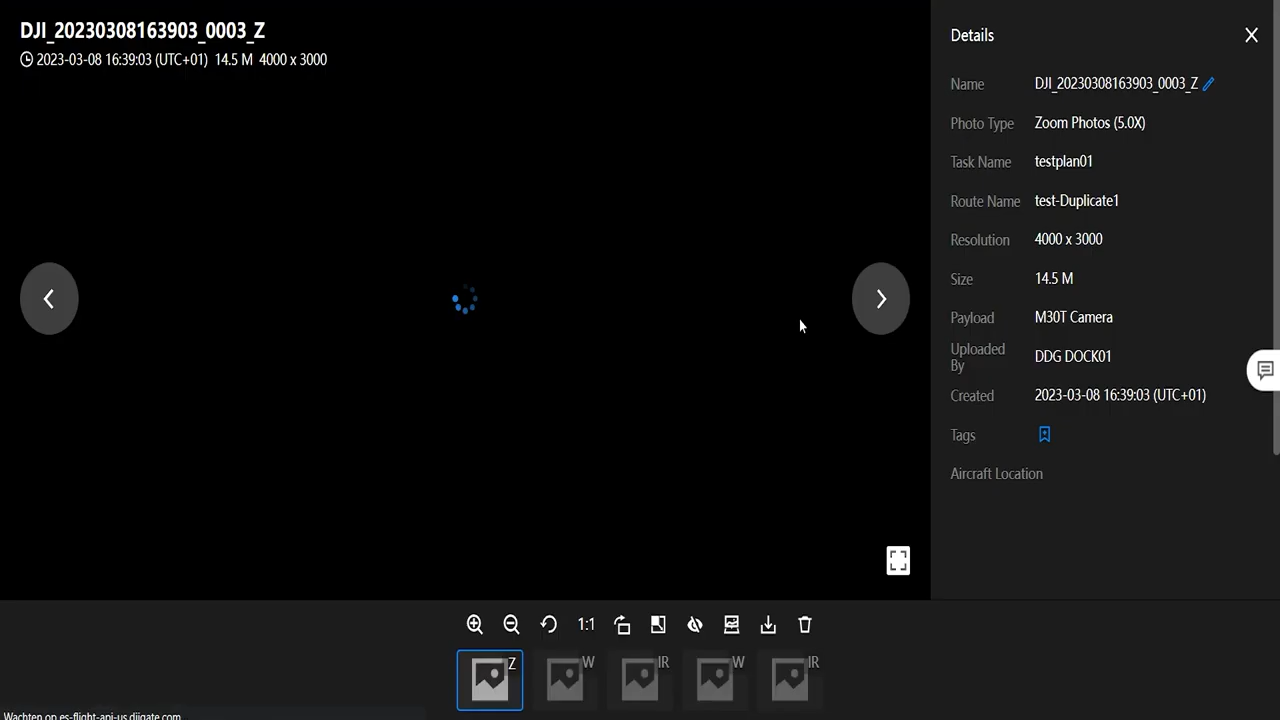 DJI_20230308163903_0003_Z
2023-03-08 16:39:03 (UTC+01) 14.5 M 4000 x 3000
Details
Name DJI_20230308163903_0003_Z
Photo Type Zoom Photos (5.0X)
Task Name testplan01
Route Name test-Duplicate1
Resolution 4000 x 3000
Size 14.5 M
Payload M30T Camera
Uploaded
By DDG DOCK01
Created 2023-03-08 16:39:03 (UTC+01)
Tags
Aircraft Location
1:1
Z W IR W IR
Wachten op es-flight-api-us.djigate.com